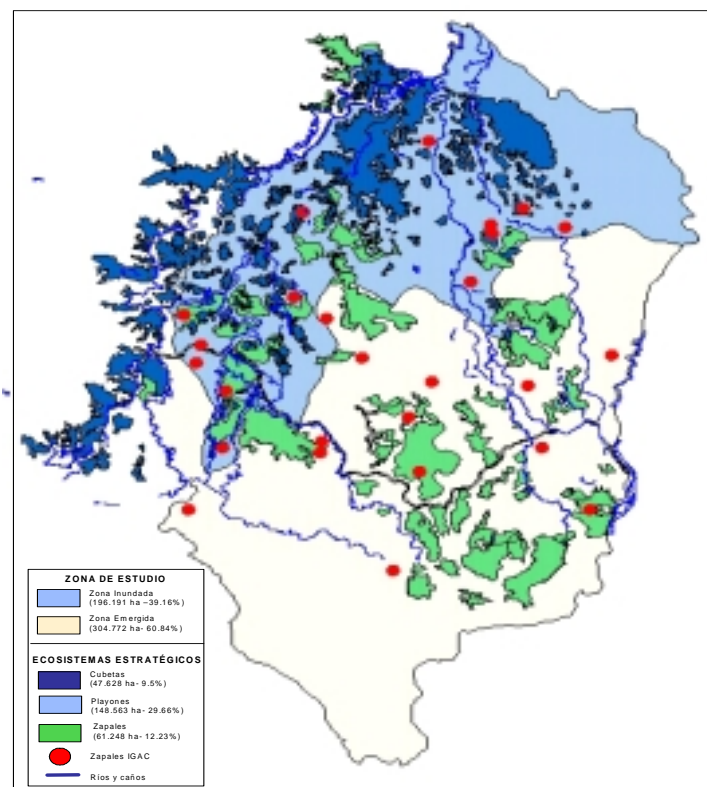 ZONA DE ESTUDIO
Zona Inundada
(196.191 ha –39.16%)
Zona Emergida
(304.772 ha- 60.84%)
ECOSISTEMAS ESTRATÉGICOS
Cubetas
(47.628 ha- 9.5%)
Playones
(148.563 ha- 29.66%)
Zapales
(61.248 ha- 12.23%)
Zapales IGAC
Ríos y caños